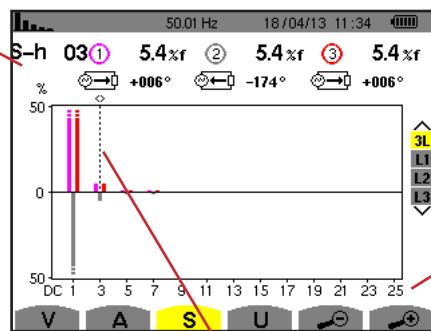 50.01 Hz 18/04/13 11:34
S-h 03 1 5.4%f 2 5.4%f 3 5.4%f
+006° -174° +006°
%
50
0
50
3L
L1
L2
L3
DC 1 3 5 7 9 11 13 15 17 19 21 23 25
V A S U